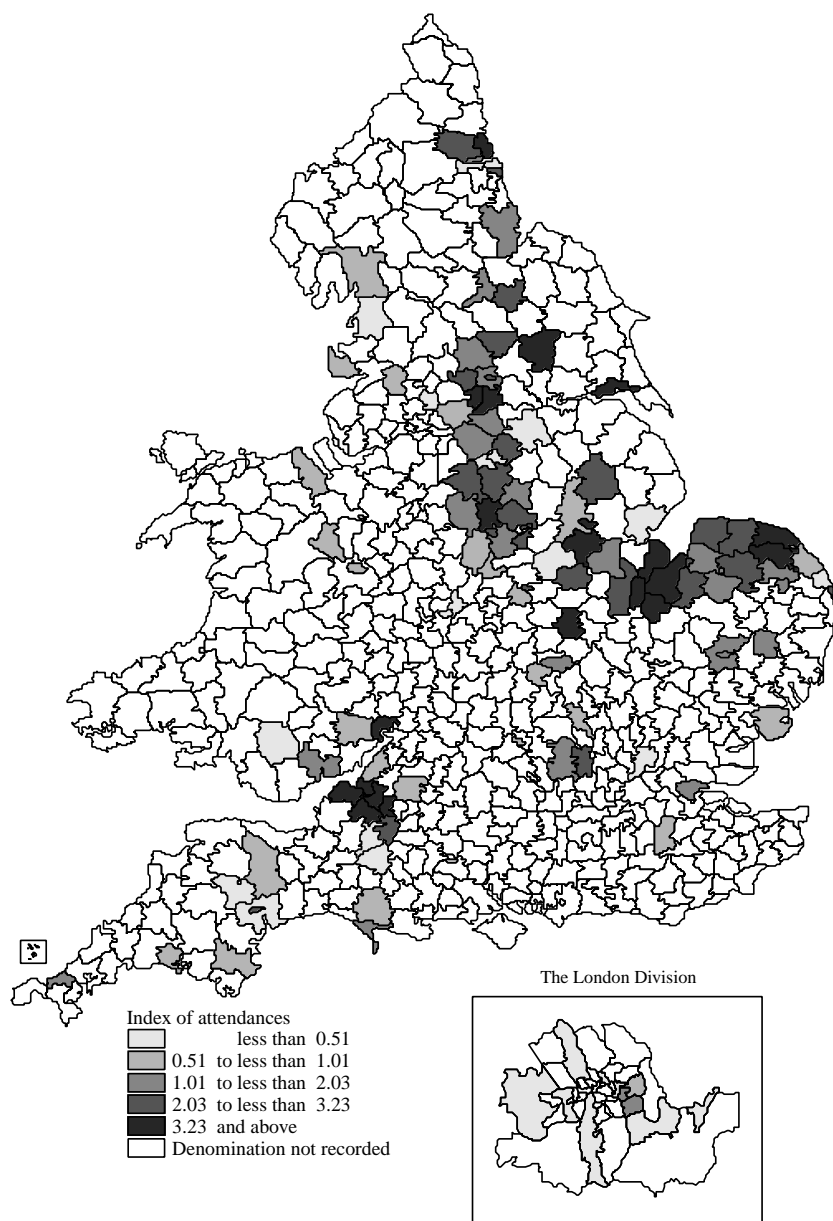 The London Division
Index of attendances
less than 0.51
0.51 to less than 1.01
1.01 to less than 2.03
2.03 to less than 3.23
3.23 and above
Denomination not recorded